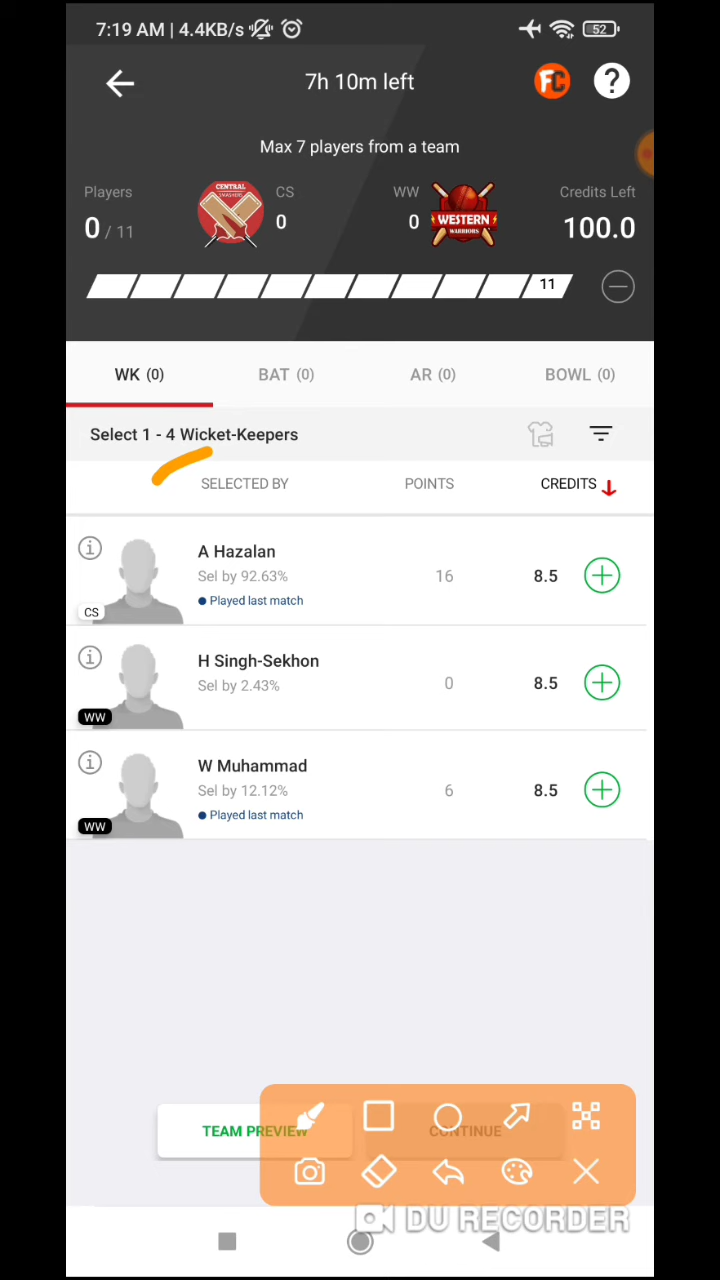 7:19 AM | 4.4KB/s 52
7h 10m left FC ?
Max 7 players from a team
Players CS WW Credits Left
0 / 11 CENTRAL SMASHERS 0 0 WESTERN WARRIORS 100.0
11
WK (0) BAT (0) AR (0) BOWL (0)
Select 1 - 4 Wicket-Keepers
SELECTED BY POINTS CREDITS
A Hazalan
Sel by 92.63% 16 8.5
Played last match
CS
H Singh-Sekhon
Sel by 2.43% 0 8.5
WW
W Muhammad
Sel by 12.12% 6 8.5
Played last match
WW
TEAM PREVIEW CONTINUE
DU RECORDER